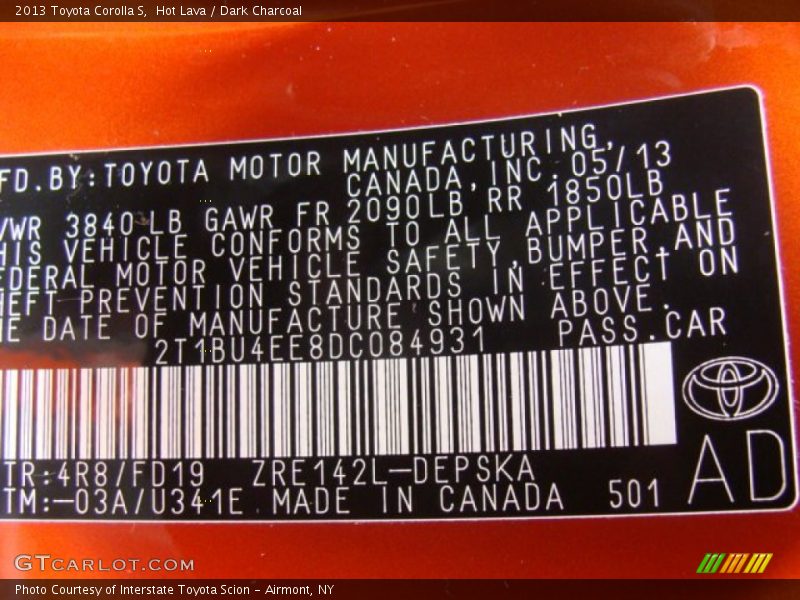 2013 Toyota Corolla S,  Hot Lava / Dark Charcoal
FD.BY:TOYOTA MOTOR MANUFACTURING,
CANADA,INC.05/13
VWR 3840 LB GAWR FR 2090LB,RR 1850LB
HIS VEHICLE CONFORMS TO ALL APPLICABLE
EDERAL MOTOR VEHICLE SAFETY,BUMPER,AND
HEFT PREVENTION STANDARDS IN EFFECT ON
HE DATE OF MANUFACTURE SHOWN ABOVE.
2T1BU4EE8DC084931 PASS.CAR
TR:4R8/FD19 ZRE142L-DEPSKA
TM:-03A/U341E MADE IN CANADA 501
AD
GTCARLOT.COM
Photo Courtesy of Interstate Toyota Scion – Airmont, NY